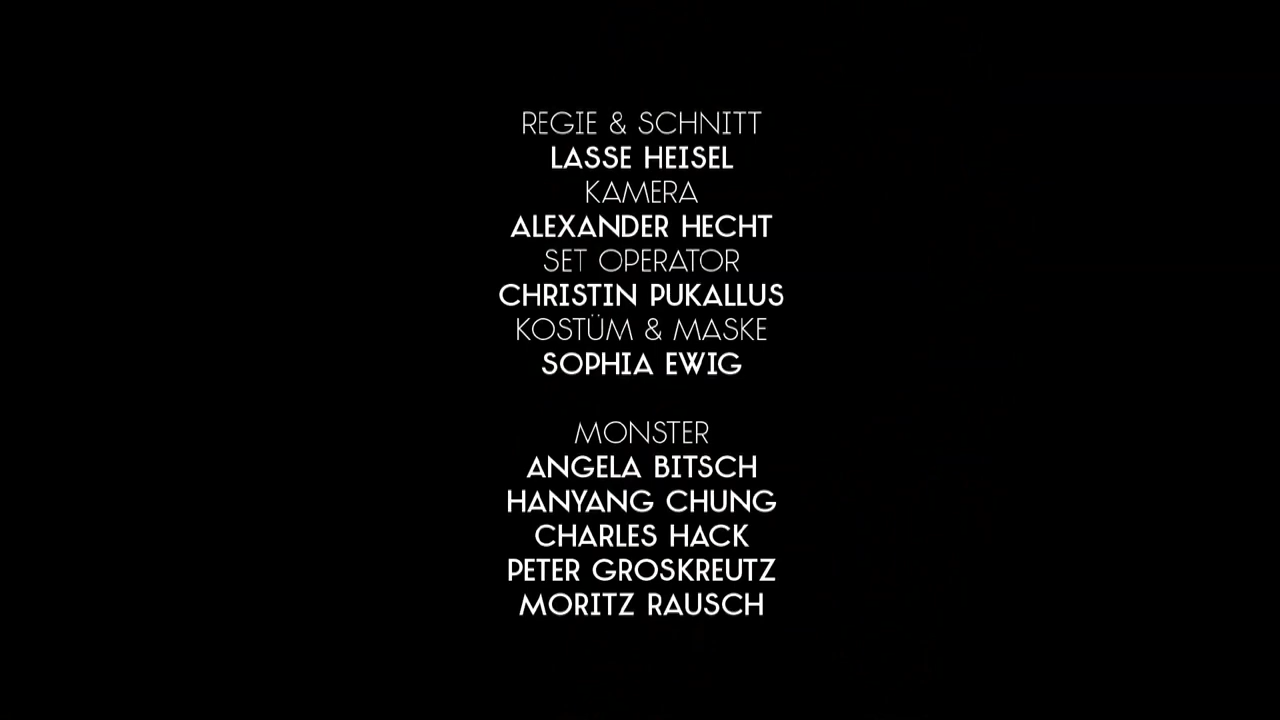 REGIE & SCHNITT
LASSE HEISEL
KAMERA
ALEXANDER HECHT
SET OPERATOR
CHRISTIN PUKALLUS
KOSTÜM & MASKE
SOPHIA EWIG
MONSTER
ANGELA BITSCH
HANYANG CHUNG
CHARLES HACK
PETER GROSKREUTZ
MORITZ RAUSCH